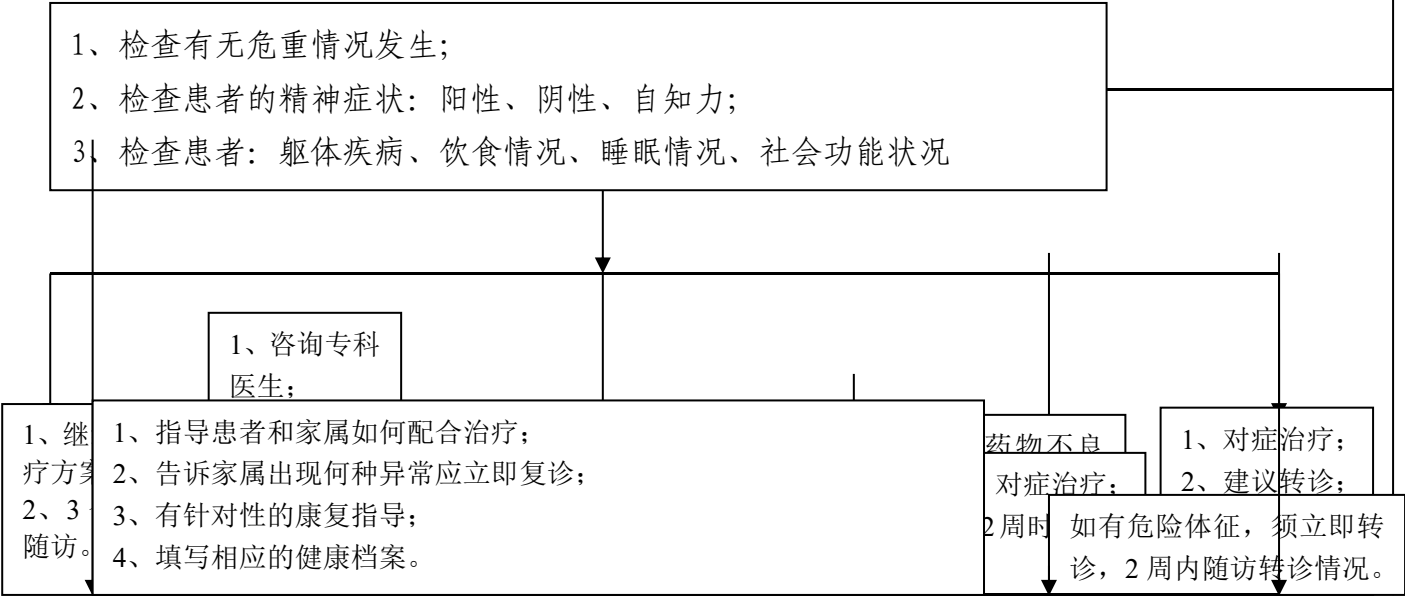 1、检查有无危重情况发生；
2、检查患者的精神症状：阳性、阴性、自知力；
3、检查患者：躯体疾病、饮食情况、睡眠情况、社会功能状况
1、咨询专科
医生；
1、继
疗方案
2、3
随访。
1、指导患者和家属如何配合治疗；
2、告诉家属出现何种异常应立即复诊；
3、有针对性的康复指导；
4、填写相应的健康档案。
药物不良
对症治疗；
2周时
1、对症治疗；
2、建议转诊；
如有危险体征，须立即转
诊，2周内随访转诊情况。